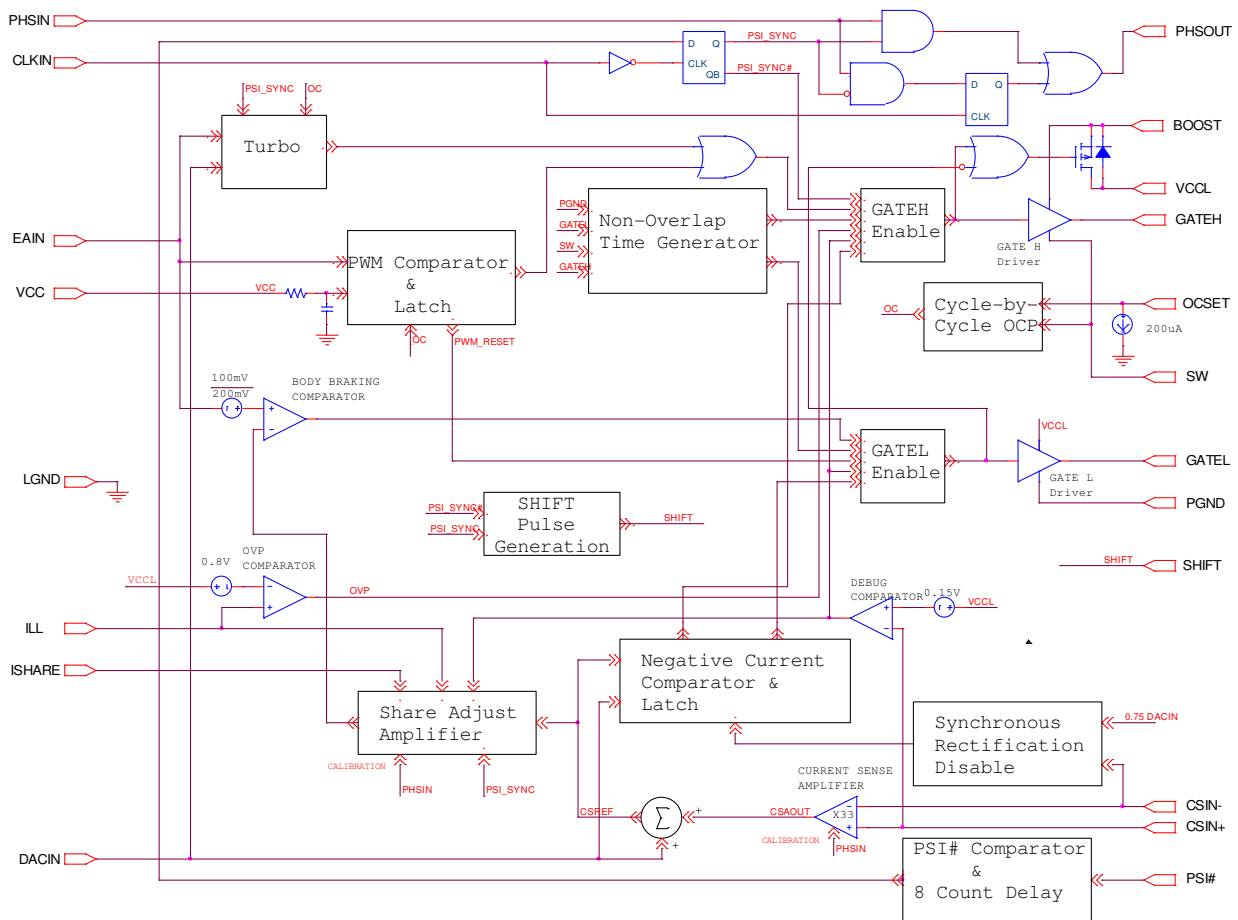 PHSIN
CLKIN
EAIN
VCC
LGND
ILL
ISHARE
DACIN
PHSOUT
BOOST
VCCL
GATEH
OCSET
SW
GATEL
PGND
SHIFT
CSIN-
CSIN+
PSI#
D Q
CLK
QB
PSI_SYNC
PSI_SYNC#
D Q
CLK
PSI_SYNC
OC
Turbo
PGND
GATEL
SW
GATEH
Non-Overlap
Time Generator
GATEH
Enable
GATE H
Driver
VCC
PWM Comparator
&
Latch
OC
PWM_RESET
OC
Cycle-by-
Cycle OCP
200uA
100mV
200mV
BODY BRAKING
COMPARATOR
+
−
GATEL
Enable
VCCL
GATE L
Driver
PSI_SYNC#
PSI_SYNC
SHIFT
Pulse
Generation
SHIFT
SHIFT
VCCL
0.8V
OVP
COMPARATOR
−
+
OVP
DEBUG
COMPARATOR
0.15V
VCCL
+
−
Negative Current
Comparator &
Latch
Share Adjust
Amplifier
CALIBRATION
PHSIN
PSI_SYNC
Synchronous
Rectification
Disable
0.75 DACIN
CURRENT SENSE
AMPLIFIER
CSREF
Σ
+
+
CSAOUT
X33
−
+
CALIBRATION
PHSIN
PSI# Comparator
&
8 Count Delay